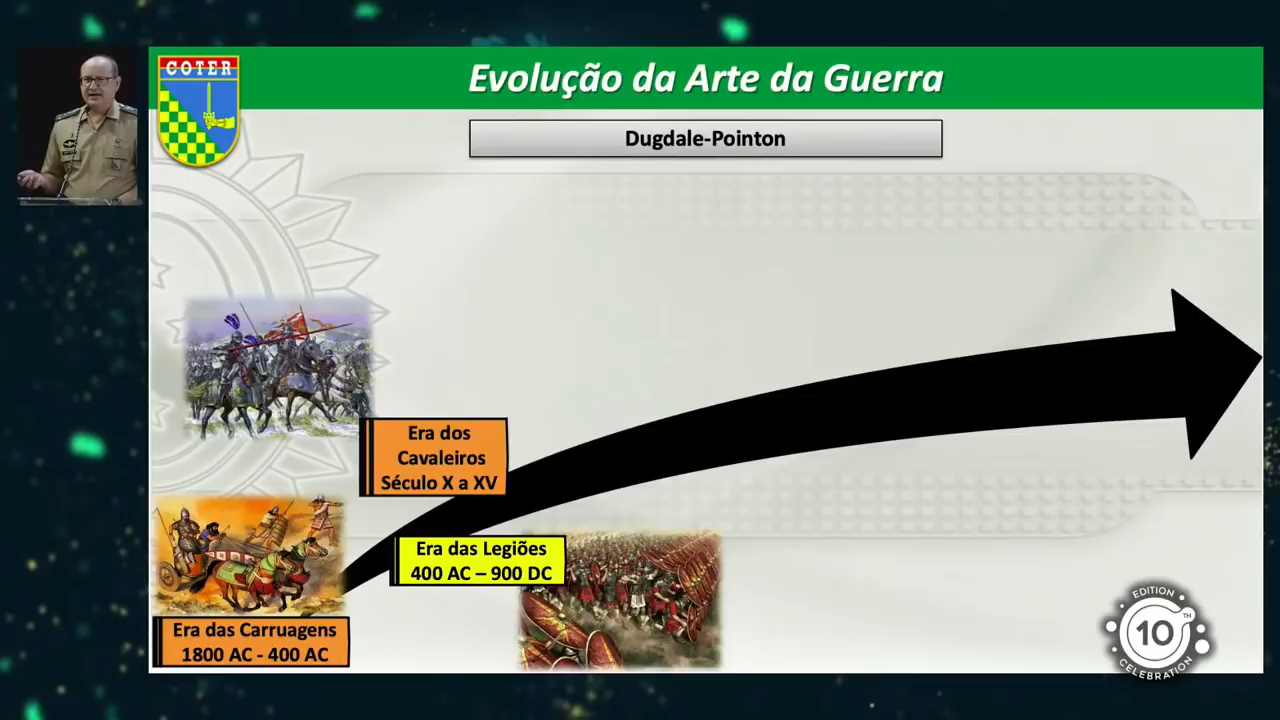 COTER
Evolução da Arte da Guerra
Dugdale-Pointon
Era dos
Cavaleiros
Século X a XV
Era das Legiões
400 AC – 900 DC
Era das Carruagens
1800 AC - 400 AC
EDITION
10 TH
CELEBRATION